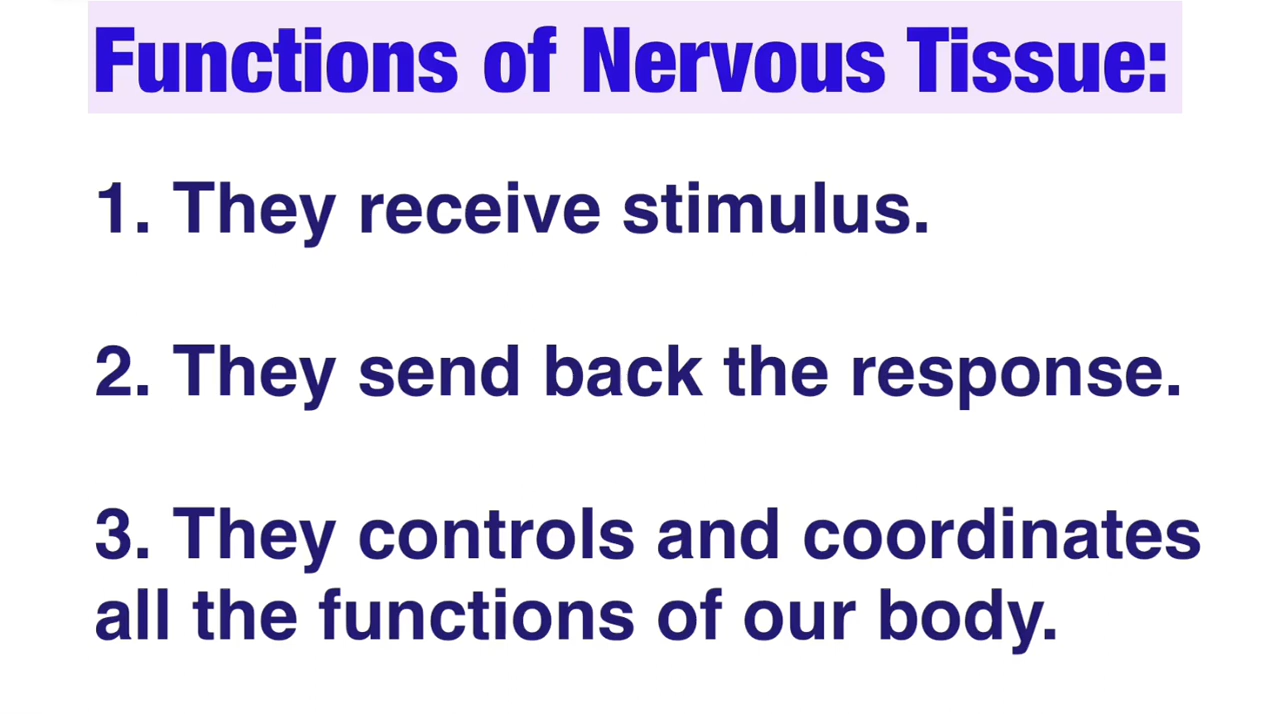 Functions of Nervous Tissue:
1. They receive stimulus.
2. They send back the response.
3. They controls and coordinates
all the functions of our body.